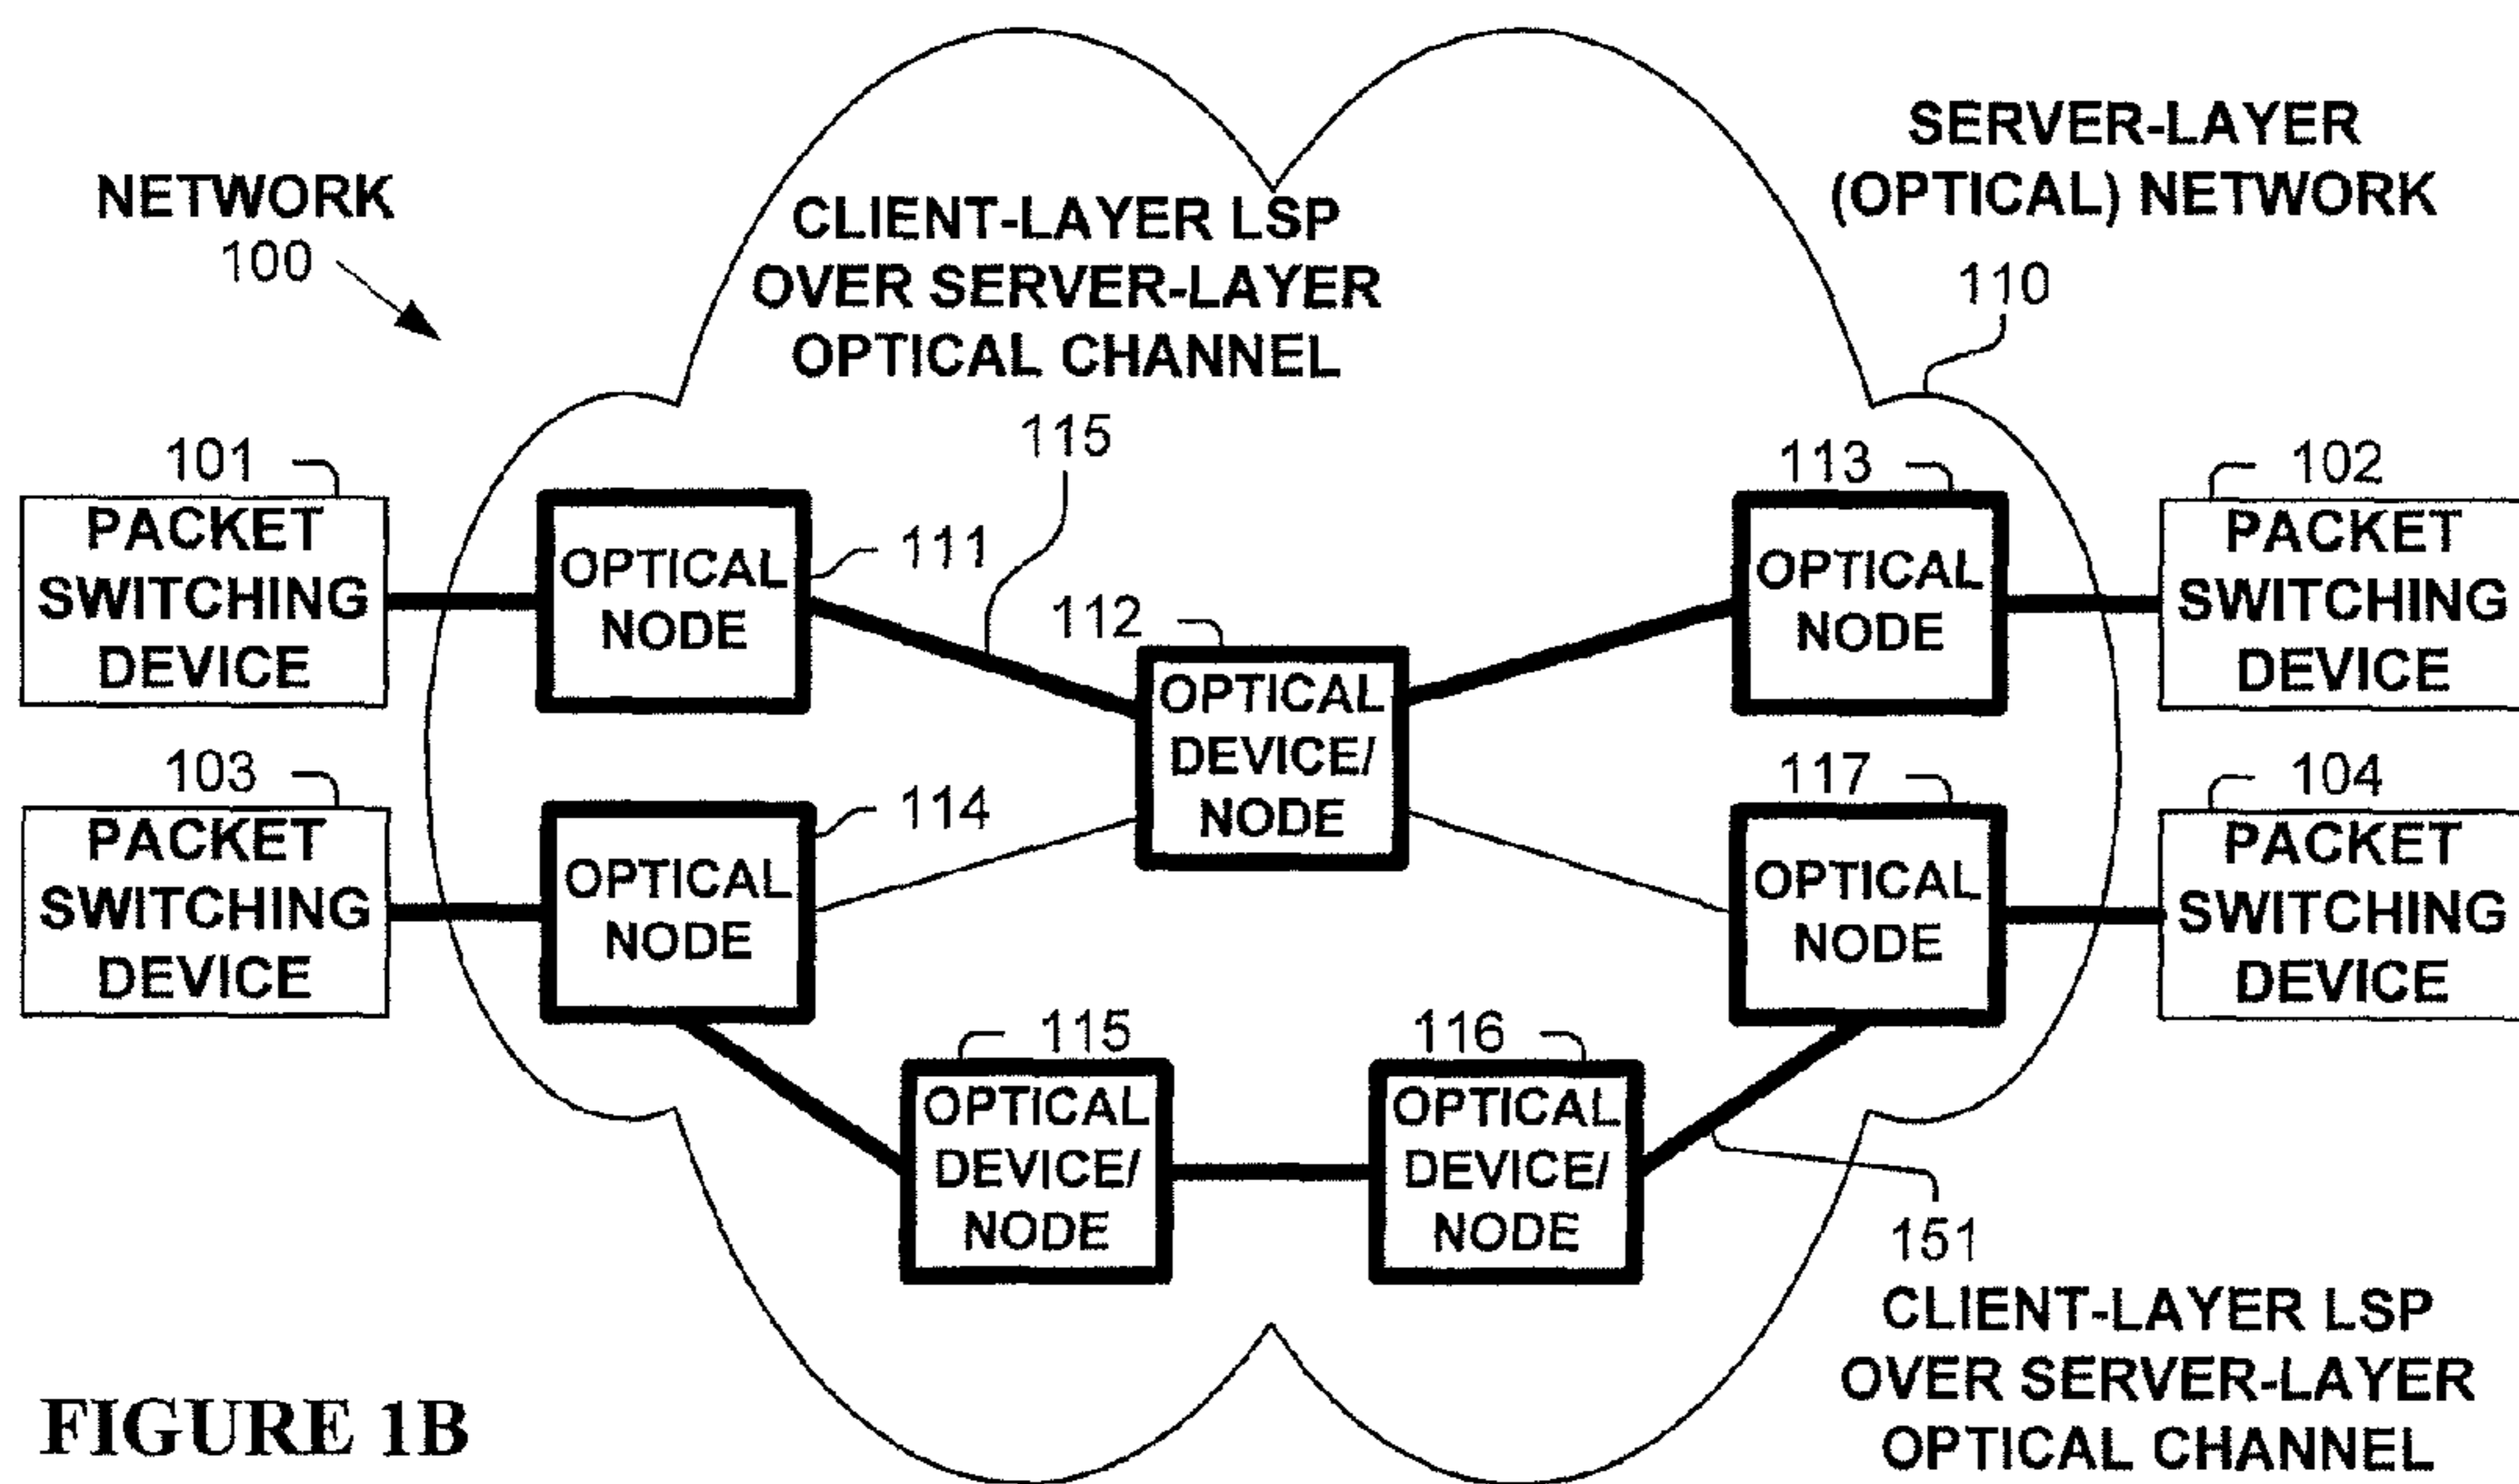 NETWORK
100
CLIENT-LAYER LSP
OVER SERVER-LAYER
OPTICAL CHANNEL
115
SERVER-LAYER
(OPTICAL) NETWORK
110
101
PACKET
SWITCHING
DEVICE
OPTICAL
NODE
111
112
OPTICAL
DEVICE/
NODE
113
OPTICAL
NODE
102
PACKET
SWITCHING
DEVICE
103
PACKET
SWITCHING
DEVICE
OPTICAL
NODE
114
117
OPTICAL
NODE
104
PACKET
SWITCHING
DEVICE
115
OPTICAL
DEVICE/
NODE
116
OPTICAL
DEVICE/
NODE
151
CLIENT-LAYER LSP
OVER SERVER-LAYER
OPTICAL CHANNEL
FIGURE 1B